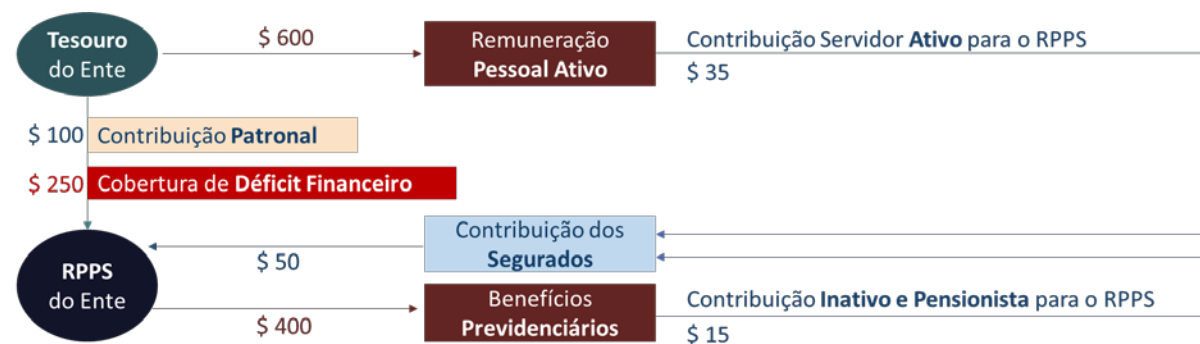 Tesouro
do Ente
$ 600
Remuneração
Pessoal Ativo
Contribuição Servidor Ativo para o RPPS
$ 35
$ 100 Contribuição Patronal
$ 250 Cobertura de Déficit Financeiro
RPPS
do Ente
$ 50
Contribuição dos
Segurados
$ 400
Benefícios
Previdenciários
Contribuição Inativo e Pensionista para o RPPS
$ 15